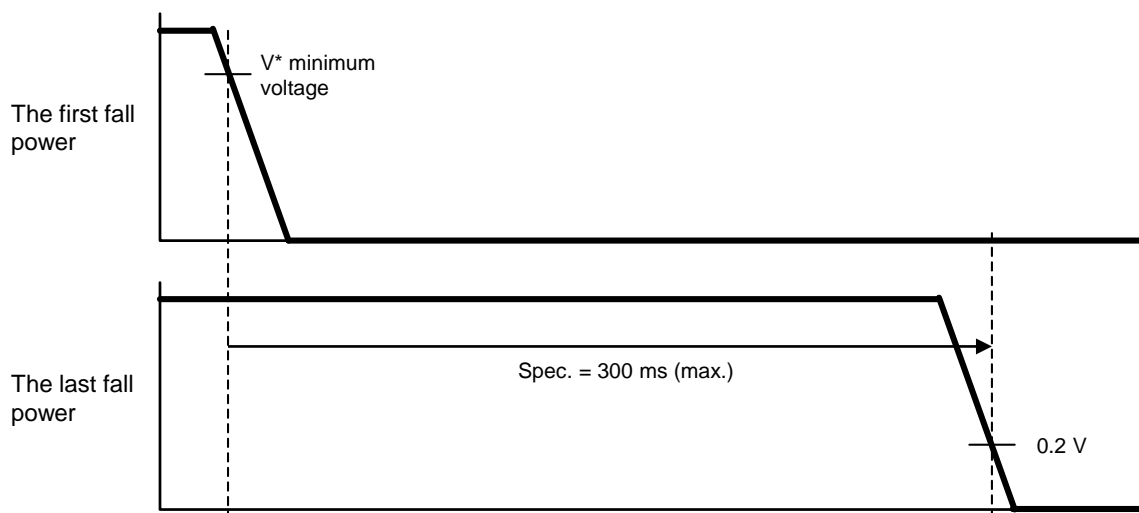 V* minimum
voltage
The first fall
power
Spec. = 300 ms (max.)
The last fall
power
0.2 V